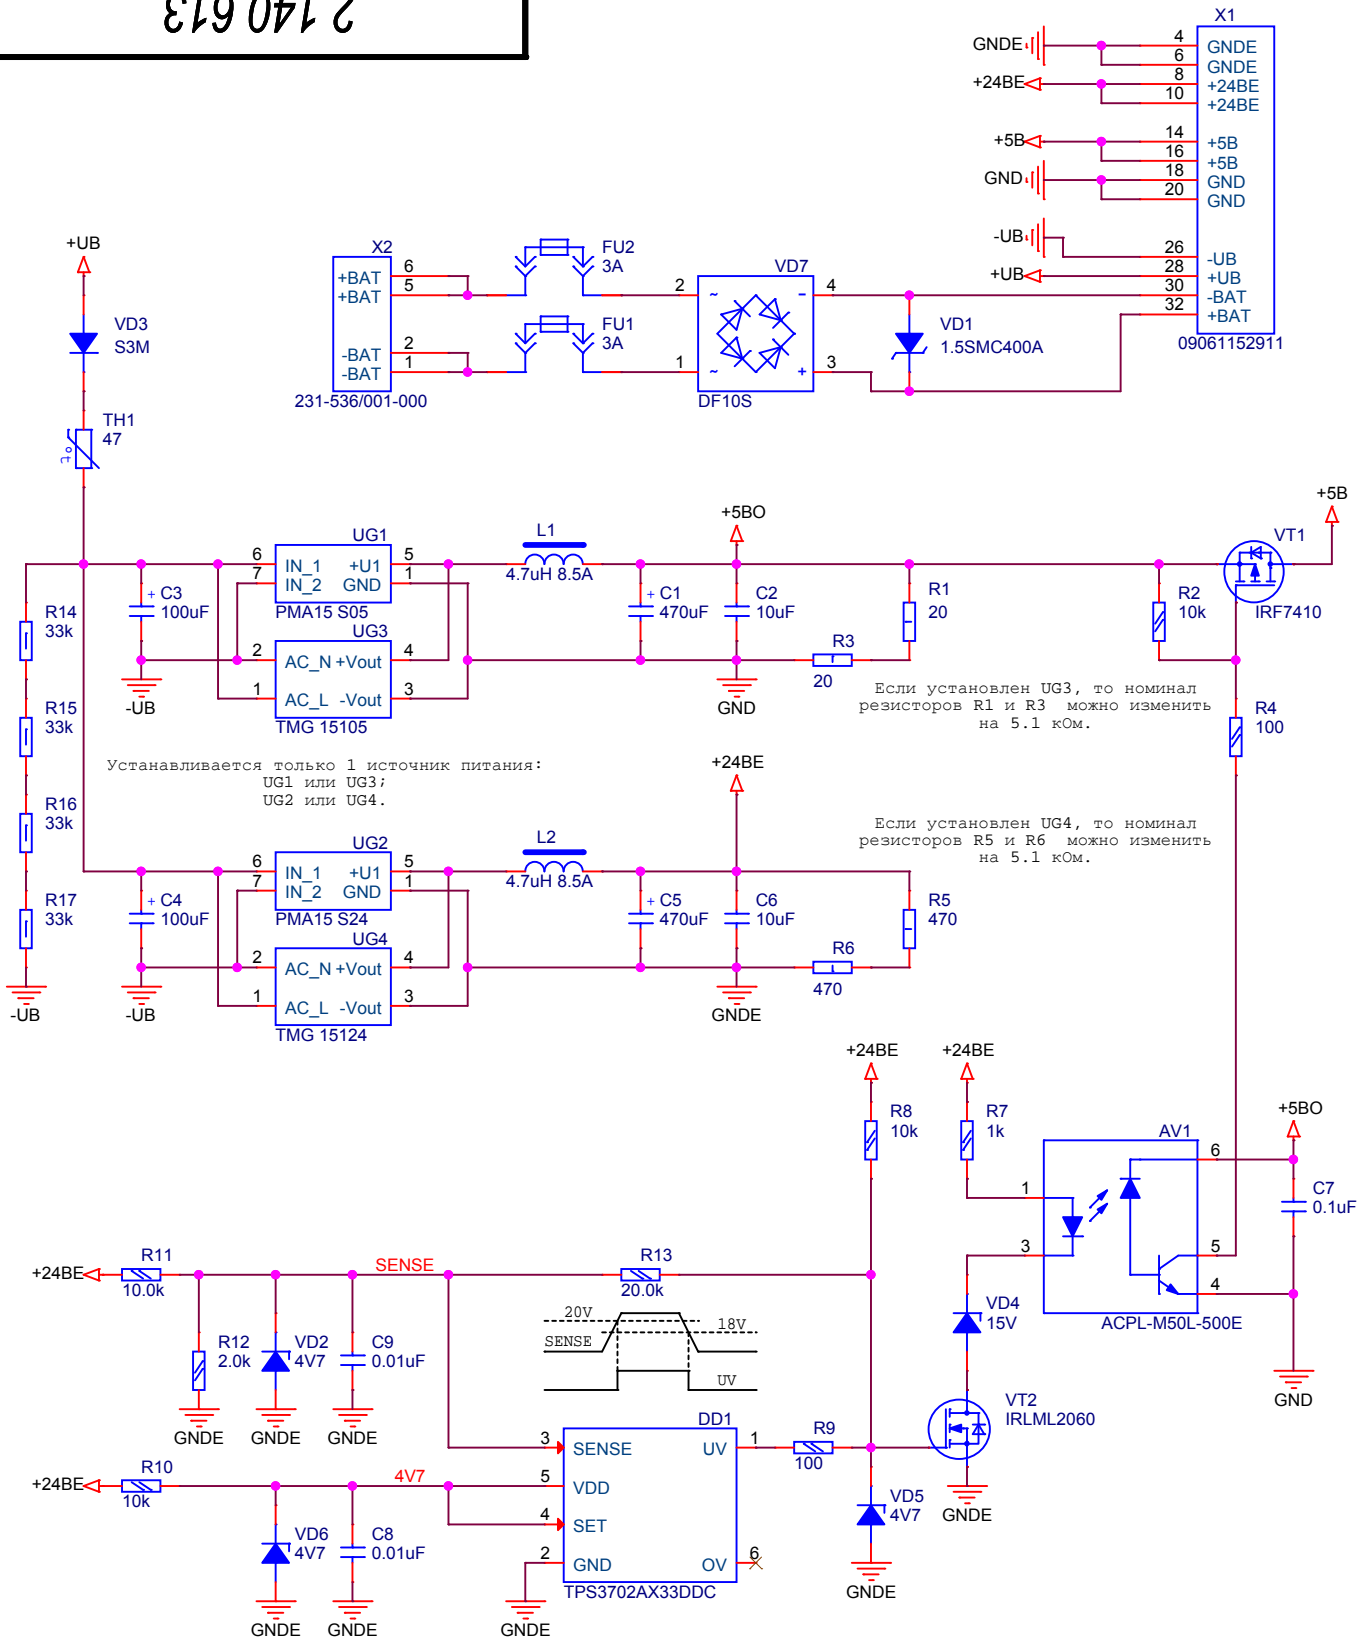 2.140.613
X1
GNDE
4
GNDE
6
GNDE
+24BE
8
+24BE
10
+24BE
+5B
14
+5B
16
+5B
GND
18
GND
20
GND
-UB
26
-UB
+UB
28
+UB
30
-BAT
32
+BAT
09061152911
+UB
VD3
S3M
TH1
47
t°
X2
+BAT
6
+BAT
5
-BAT
2
-BAT
1
231-536/001-000
FU2
3A
FU1
3A
VD7
2
~
-
4
1
~
+
3
DF10S
VD1
1.5SMC400A
UG1
6
IN_1
+U1
5
7
IN_2
GND
1
PMA15 S05
UG3
2
AC_N
+Vout
4
1
AC_L
-Vout
3
TMG 15105
L1
4.7uH 8.5A
+5BO
+
C3
100uF
-UB
+
C1
470uF
C2
10uF
GND
R1
20
R3
20
R2
10k
VT1
IRF7410
+5B
R4
100
R14
33k
R15
33k
R16
33k
R17
33k
-UB
Если установлен UG3, то номинал
резисторов R1 и R3 можно изменить
на 5.1 кОм.
Устанавливается только 1 источник питания:
UG1 или UG3;
UG2 или UG4.
+24BE
Если установлен UG4, то номинал
резисторов R5 и R6 можно изменить
на 5.1 кОм.
UG2
6
IN_1
+U1
5
7
IN_2
GND
1
PMA15 S24
UG4
2
AC_N
+Vout
4
1
AC_L
-Vout
3
TMG 15124
L2
4.7uH 8.5A
+
C4
100uF
-UB
+
C5
470uF
C6
10uF
GNDE
R5
470
R6
470
+24BE
+24BE
R8
10k
R7
1k
AV1
1
3
6
5
4
ACPL-M50L-500E
+5BO
C7
0.1uF
GND
+24BE
R11
10.0k
SENSE
R13
20.0k
R12
2.0k
GNDE
VD2
4V7
GNDE
C9
0.01uF
GNDE
20V
18V
SENSE
UV
VD4
15V
VT2
IRLML2060
GNDE
DD1
3
SENSE
UV
1
5
VDD
4
SET
2
GND
OV
6
TPS3702AX33DDC
R9
100
VD5
4V7
GNDE
+24BE
R10
10k
4V7
VD6
4V7
GNDE
C8
0.01uF
GNDE
GNDE